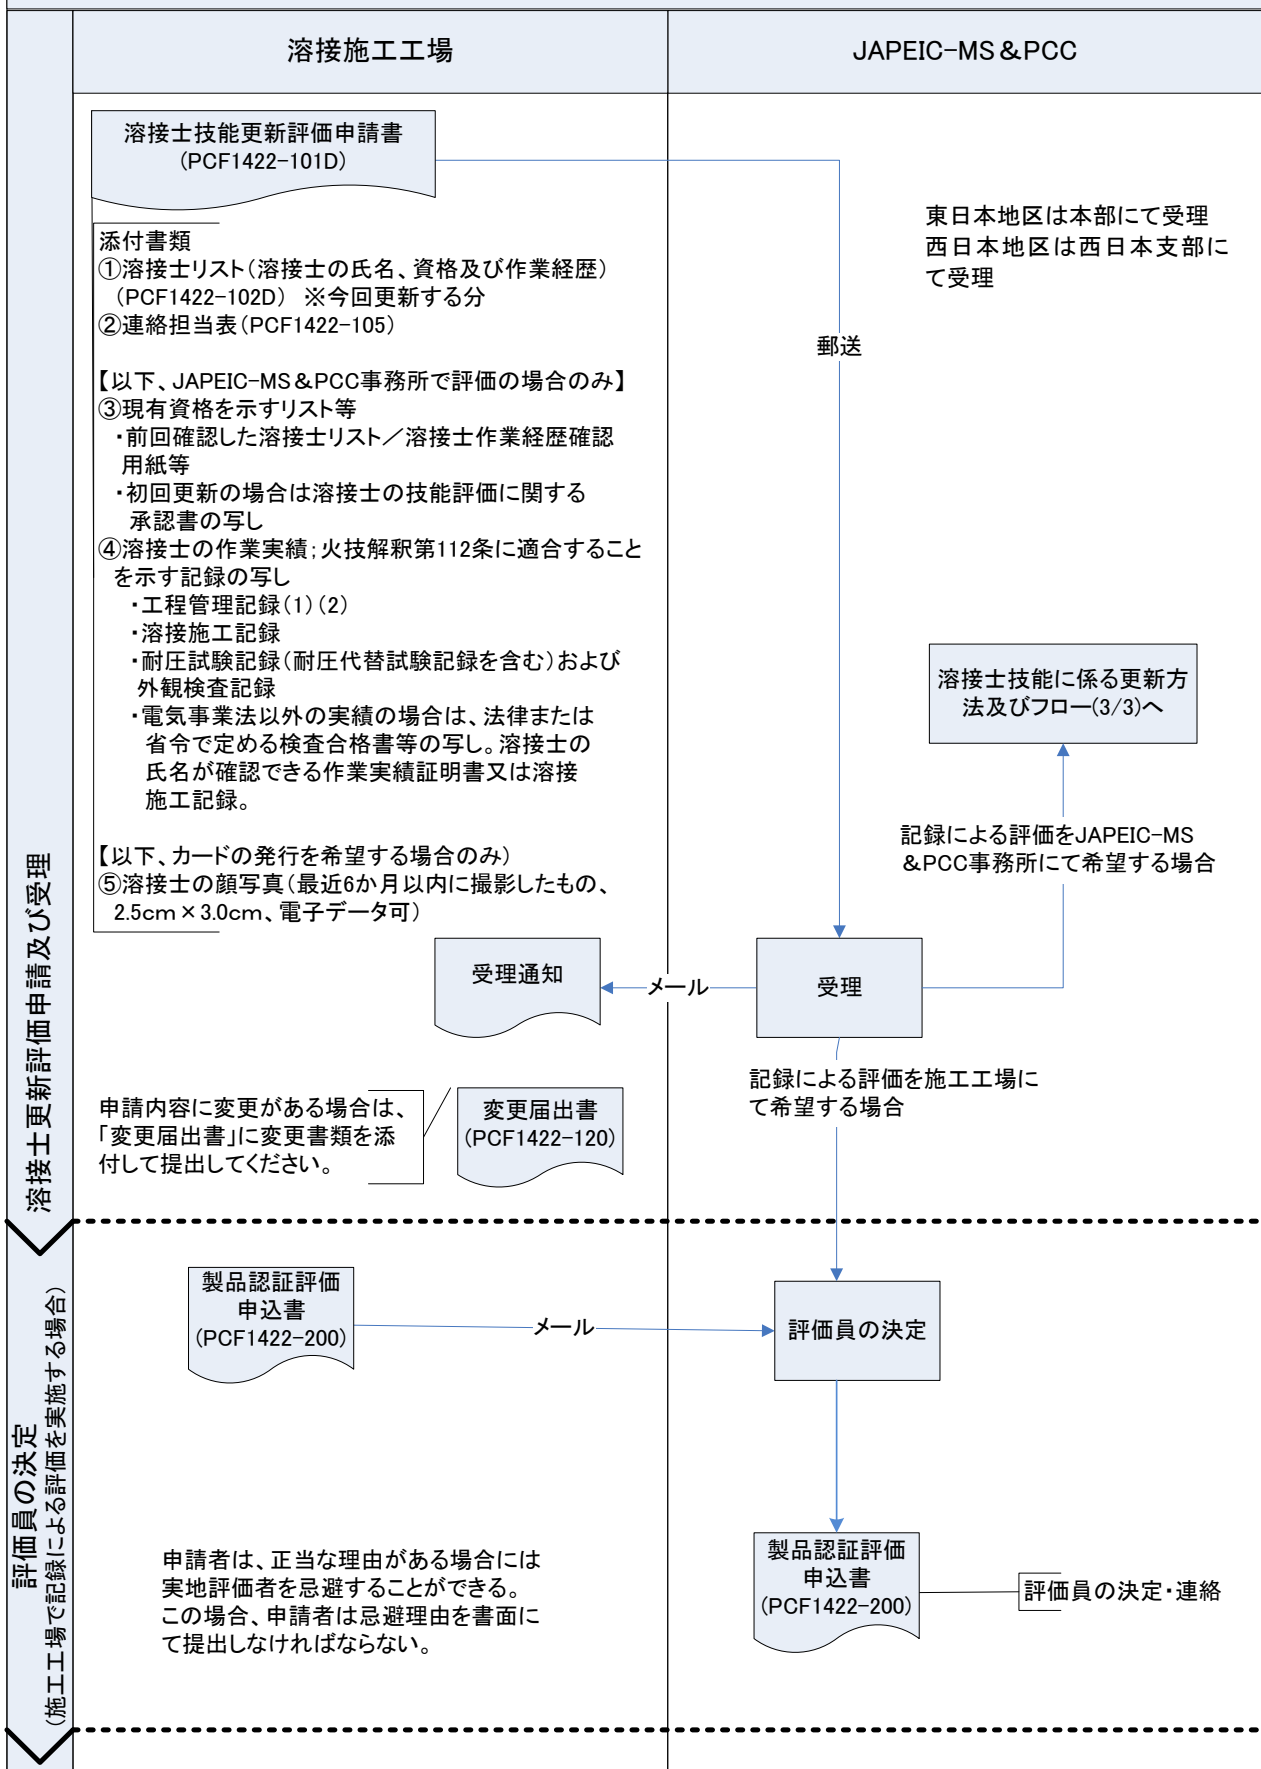 溶接施工工場
JAPEIC-MS＆PCC
溶接士技能更新評価申請書
(PCF1422-101D)
添付書類
①溶接士リスト（溶接士の氏名、資格及び作業経歴）
(PCF1422-102D) ※今回更新する分
②連絡担当表（PCF1422-105）
【以下、JAPEIC-MS＆PCC事務所で評価の場合のみ】
③現有資格を示すリスト等
・前回確認した溶接士リスト／溶接士作業経歴確認
用紙等
・初回更新の場合は溶接士の技能評価に関する
承認書の写し
④溶接士の作業実績；火技解釈第112条に適合すること
を示す記録の写し
・工程管理記録（1）（2）
・溶接施工記録
・耐圧試験記録（耐圧代替試験記録を含む）および
外観検査記録
・電気事業法以外の実績の場合は、法律または
省令で定める検査合格書等の写し。溶接士の
氏名が確認できる作業実績証明書又は溶接
施工記録。
【以下、カードの発行を希望する場合のみ）
⑤溶接士の顔写真（最近6か月以内に撮影したもの、
2.5cm×3.0cm、電子データ可）
東日本地区は本部にて受理
西日本地区は西日本支部に
て受理
郵送
溶接士技能に係る更新方
法及びフロー(3/3)へ
記録による評価をJAPEIC-MS
＆PCC事務所にて希望する場合
受理通知
メール
受理
記録による評価を施工工場に
て希望する場合
申請内容に変更がある場合は、
「変更届出書」に変更書類を添
付して提出してください。
変更届出書
(PCF1422-120)
溶接士更新評価申請及び受理
製品認証評価
申込書
(PCF1422-200)
メール
評価員の決定
製品認証評価
申込書
(PCF1422-200)
評価員の決定・連絡
申請者は、正当な理由がある場合には
実地評価者を忌避することができる。
この場合、申請者は忌避理由を書面に
て提出しなければならない。
評価員の決定
（施工工場で記録による評価を実施する場合）